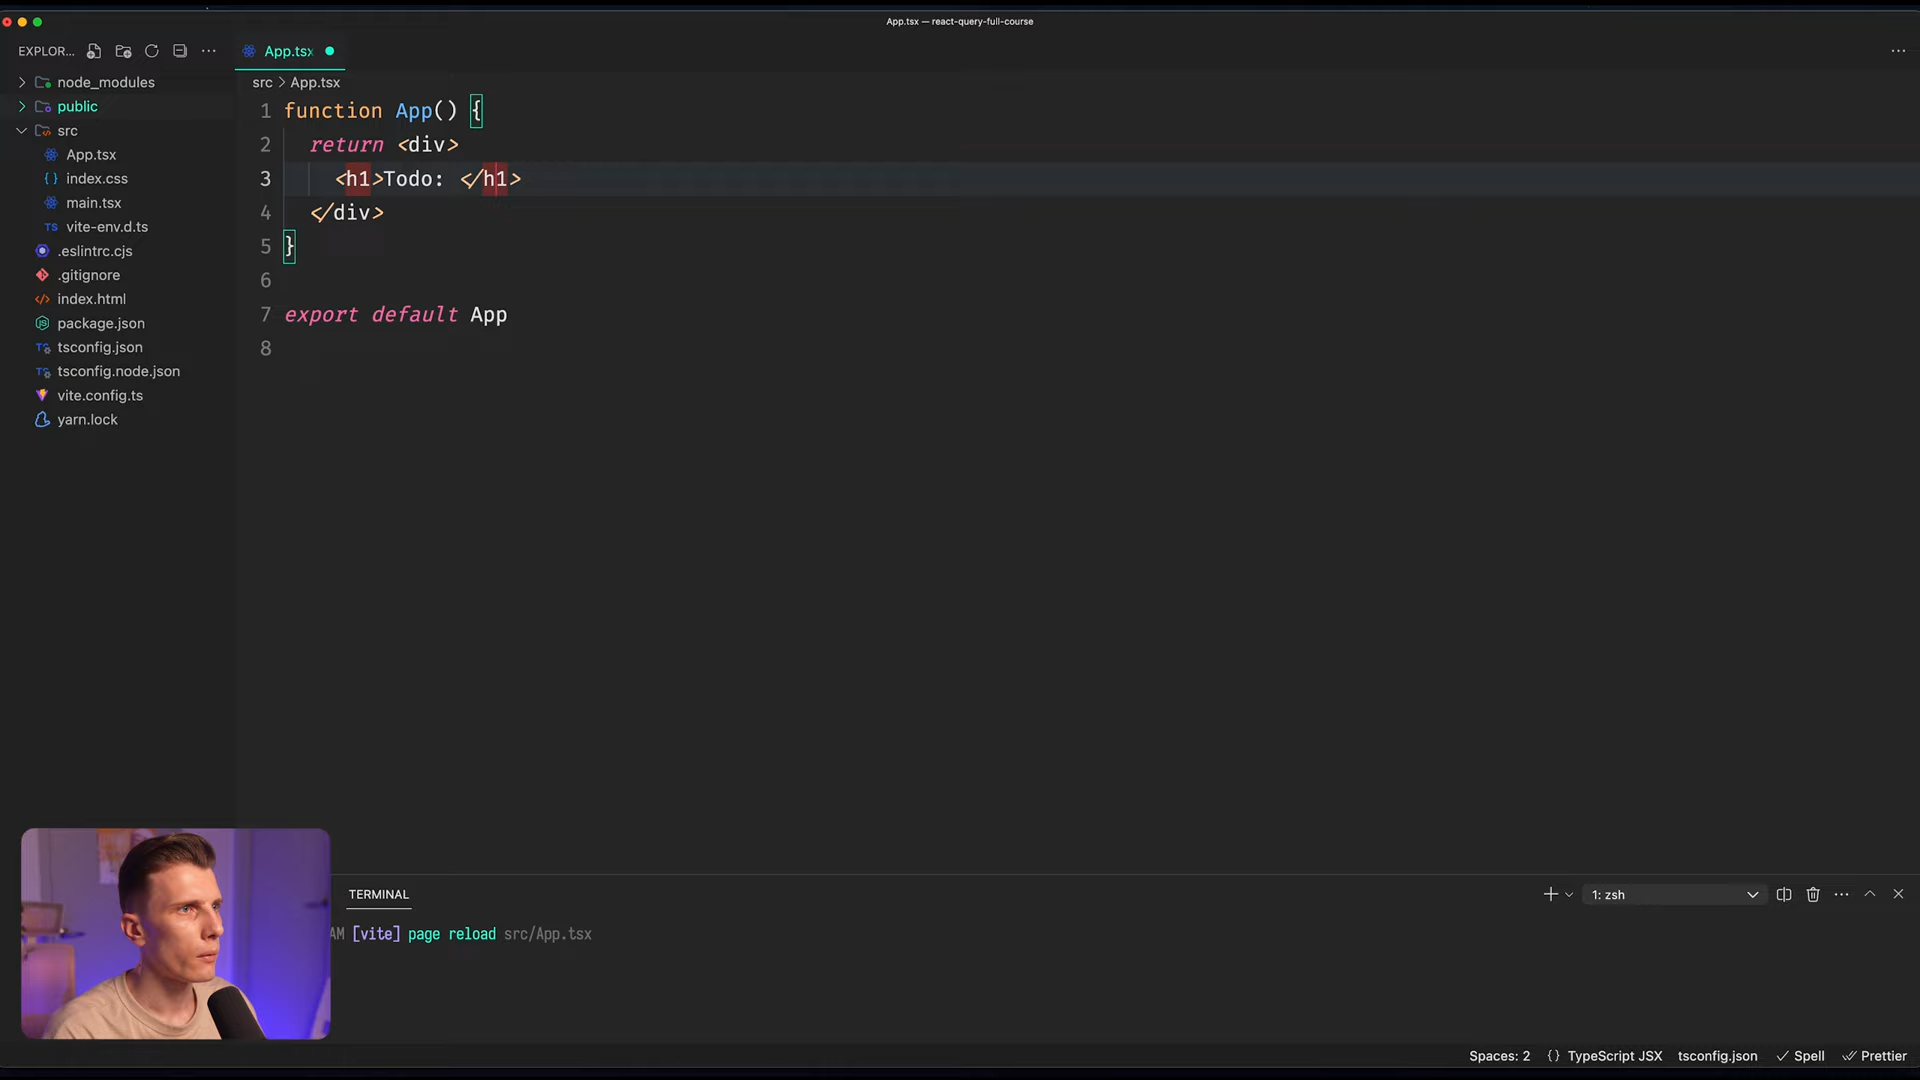 App.tsx — react-query-full-course
EXPLOR...
App.tsx
node_modules
public
src
App.tsx
index.css
main.tsx
TS vite-env.d.ts
.eslintrc.cjs
.gitignore
index.html
package.json
tsconfig.json
tsconfig.node.json
vite.config.ts
yarn.lock
src > App.tsx
1 function App() {
2 return <div>
3 <h1>Todo: </h1>
4 </div>
5 }
6
7 export default App
8
TERMINAL
1: zsh
AM [vite] page reload src/App.tsx
Spaces: 2
{} TypeScript JSX
tsconfig.json
Spell
Prettier